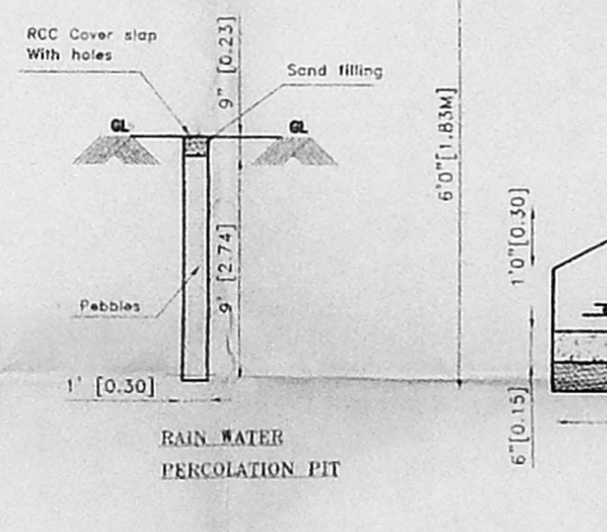 RCC Cover slap
With holes
9" [0.23]
Sand filling
GL
GL
6'0"[1.83M]
1'0"[0.30]
9' [2.74]
Pebbles
1' [0.30]
6"[0.15]
RAIN WATER
PERCOLATION PIT